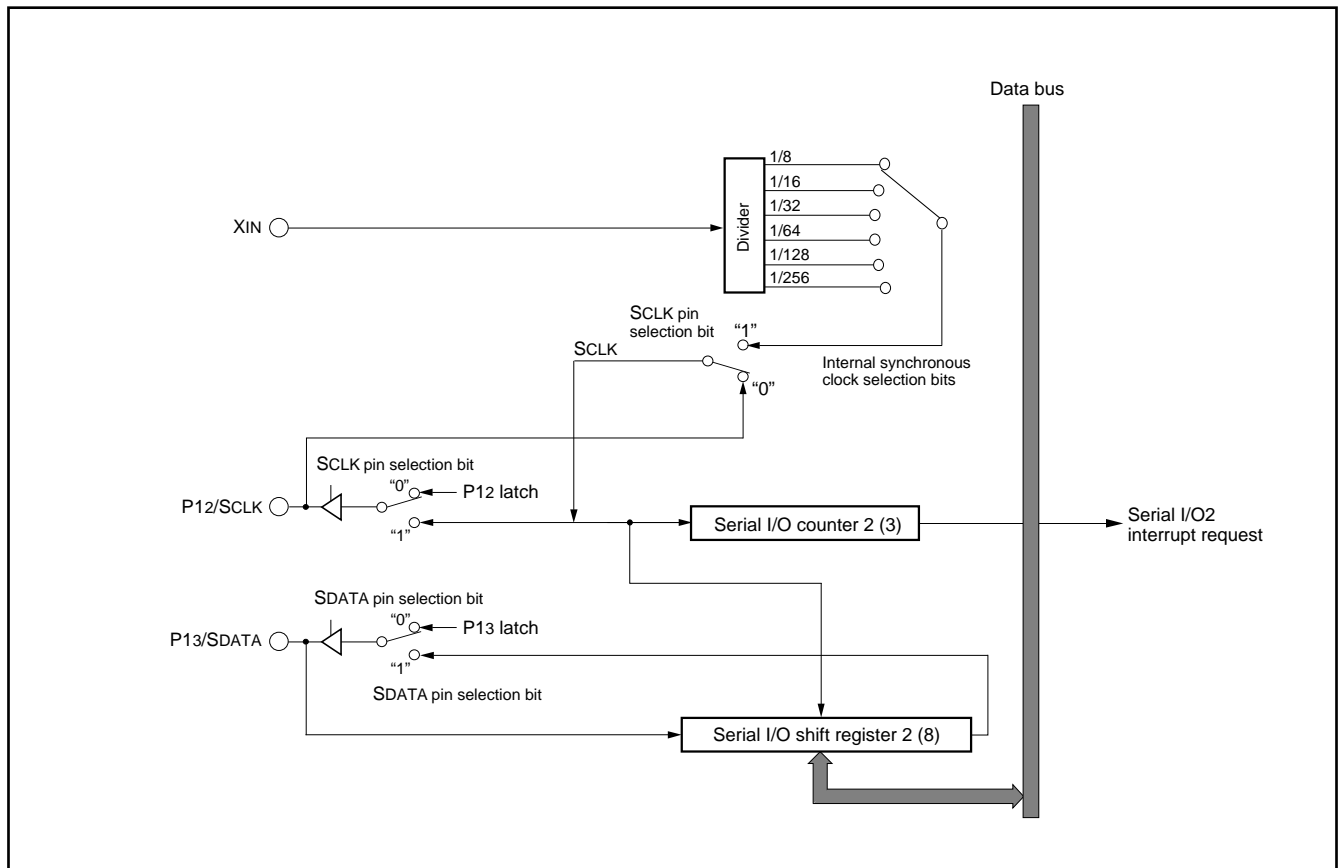 Data bus
XIN
Divider
1/8
1/16
1/32
1/64
1/128
1/256
SCLK pin
selection bit
“1”
SCLK
“0”
Internal synchronous
clock selection bits
SCLK pin selection bit
“0”
P12 latch
P12/SCLK
“1”
Serial I/O counter 2 (3)
Serial I/O2
interrupt request
SDATA pin selection bit
“0”
P13 latch
P13/SDATA
“1”
SDATA pin selection bit
Serial I/O shift register 2 (8)